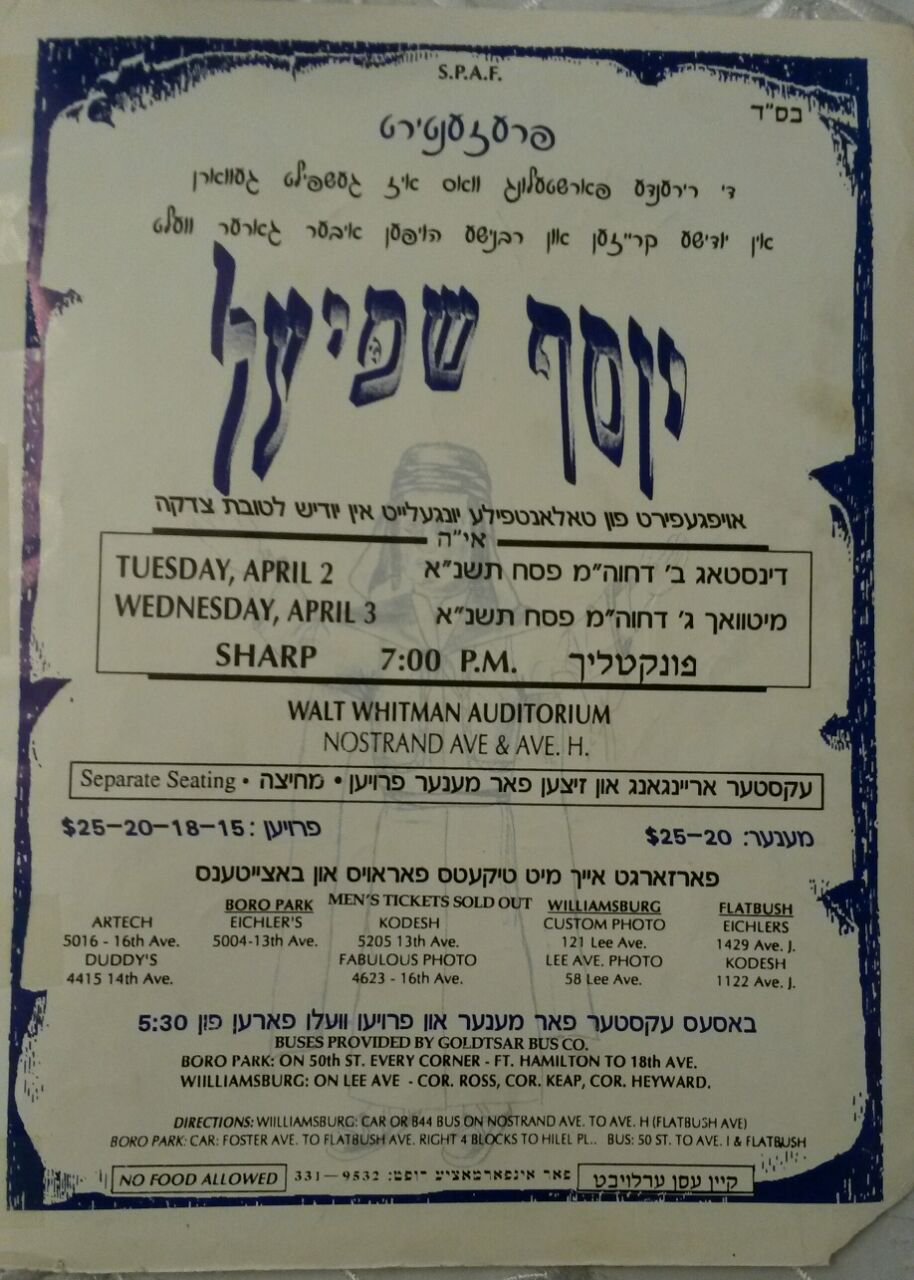 S.P.A.F.
בס"ד
פרעזענטירט
די רירענדע פארשטעלונג וואס איז געשפילט געווארן
אין יודישע קרייזען און רבנישע הויפען איבער גארער וועלט
יוסף שפיעל
אויפגעפירט פון טאלאנטפילע יונגעלייט אין יודיש לטובת צדקה
אי"ה
TUESDAY, APRIL 2 דינסטאג ב' דחוה"מ פסח תשנ"א
WEDNESDAY, APRIL 3 מיטוואך ג' דחוה"מ פסח תשנ"א
SHARP 7:00 P.M. פונקטליך
WALT WHITMAN AUDITORIUM
NOSTRAND AVE & AVE. H.
עקסטער אריינגאנג און זיצען פאר מענער פרויען • מחיצה • Separate Seating
מענער: $25-20 פרויען: $25-20-18-15
פארזארגט אייך מיט טיקעטס פאראויס און באצייטענס
MEN'S TICKETS SOLD OUT
BORO PARK
ARTECH
5016 - 16th Ave.
DUDDY'S
4415 14th Ave.
EICHLER'S
5004-13th Ave.
KODESH
5205 13th Ave.
FABULOUS PHOTO
4623 - 16th Ave.
WILLIAMSBURG
CUSTOM PHOTO
121 Lee Ave.
LEE AVE. PHOTO
58 Lee Ave.
FLATBUSH
EICHLERS
1429 Ave. J.
KODESH
1122 Ave. J.
באסעס עקסטער פאר מענער און פרויען וועלן פארען פון 5:30
BUSES PROVIDED BY GOLDTSAR BUS CO.
BORO PARK: ON 50th ST. EVERY CORNER - FT. HAMILTON TO 18th AVE.
WIILLIAMSBURG: ON LEE AVE - COR. ROSS, COR. KEAP, COR. HEYWARD.
DIRECTIONS: WIILLIAMSBURG: CAR OR B44 BUS ON NOSTRAND AVE. TO AVE. H (FLATBUSH AVE)
BORO PARK: CAR: FOSTER AVE. TO FLATBUSH AVE. RIGHT 4 BLOCKS TO HILEL PL.. BUS: 50 ST. TO AVE. I & FLATBUSH
NO FOOD ALLOWED
פאר אינפארמאציע רופט: 331-9532
קיין עסן ערלויבט